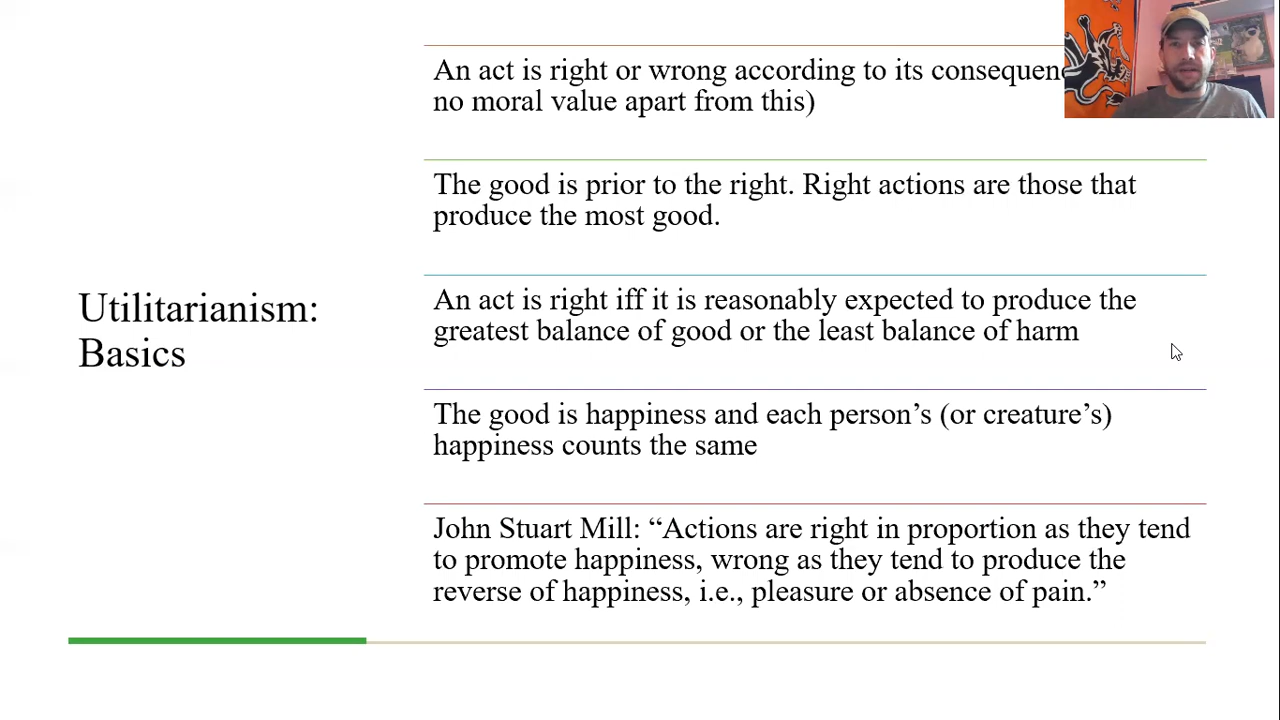 An act is right or wrong according to its
no moral value apart from this)
The good is prior to the right. Right actions are those that
produce the most good.
An act is right iff it is reasonably expected to produce the
greatest balance of good or the least balance of harm
Utilitarianism:
Basics
The good is happiness and each person’s (or creature’s)
happiness counts the same
John Stuart Mill: “Actions are right in proportion as they tend
to promote happiness, wrong as they tend to produce the
reverse of happiness, i.e., pleasure or absence of pain.”